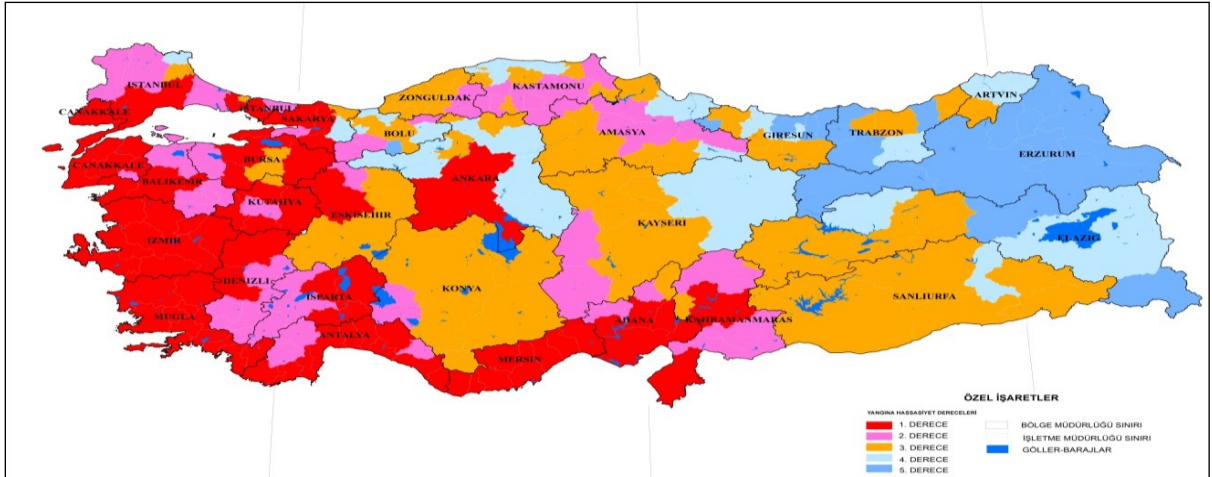 ARTVİN
İSTANBUL
KASTAMONU
ZONGULDAK
ÇANAKKALE
İSTANBUL
SAKARYA
BOLU
AMASYA
GİRESUN
TRABZON
ERZURUM
ÇANAKKALE
BURSA
BALIKESİR
ANKARA
KÜTAHYA
ESKİŞEHİR
KAYSERİ
İZMİR
ELAZIĞ
DENİZLİ
ISPARTA
KONYA
ŞANLIURFA
MUĞLA
ADANA
KAHRAMANMARAŞ
ANTALYA
MERSİN
ÖZEL İŞARETLER
YANGINA HASSASİYET DERECELERİ
1. DERECE
2. DERECE
3. DERECE
4. DERECE
5. DERECE
BÖLGE MÜDÜRLÜĞÜ SINIRI
İŞLETME MÜDÜRLÜĞÜ SINIRI
GÖLLER-BARAJLAR